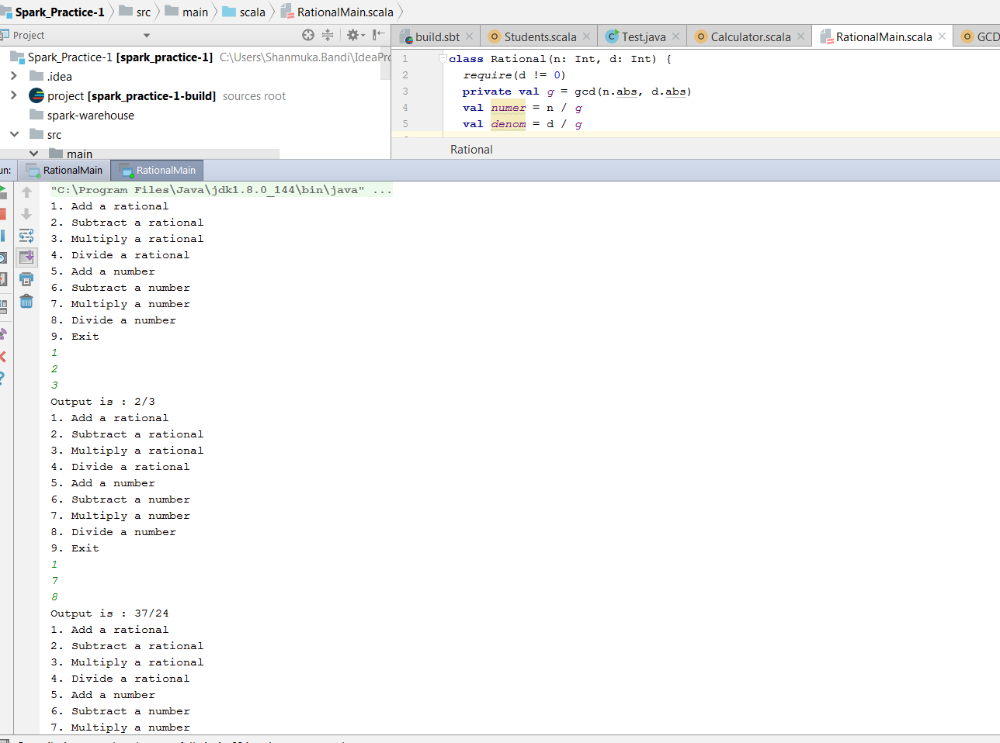 Spark_Practice-1 src main scala RationalMain.scala
Project
build.sbt Students.scala Test.java Calculator.scala RationalMain.scala GCD
Spark_Practice-1 [spark_practice-1] C:\Users\Shanmuka.Bandi\IdeaPro
.idea
project [spark_practice-1-build] sources root
spark-warehouse
src
main
1 class Rational(n: Int, d: Int) {
2 require(d != 0)
3 private val g = gcd(n.abs, d.abs)
4 val numer = n / g
5 val denom = d / g
Rational
un: RationalMain RationalMain
"C:\Program Files\Java\jdk1.8.0_144\bin\java" ...
1. Add a rational
2. Subtract a rational
3. Multiply a rational
4. Divide a rational
5. Add a number
6. Subtract a number
7. Multiply a number
8. Divide a number
9. Exit
1
2
3
Output is : 2/3
1. Add a rational
2. Subtract a rational
3. Multiply a rational
4. Divide a rational
5. Add a number
6. Subtract a number
7. Multiply a number
8. Divide a number
9. Exit
1
7
8
Output is : 37/24
1. Add a rational
2. Subtract a rational
3. Multiply a rational
4. Divide a rational
5. Add a number
6. Subtract a number
7. Multiply a number